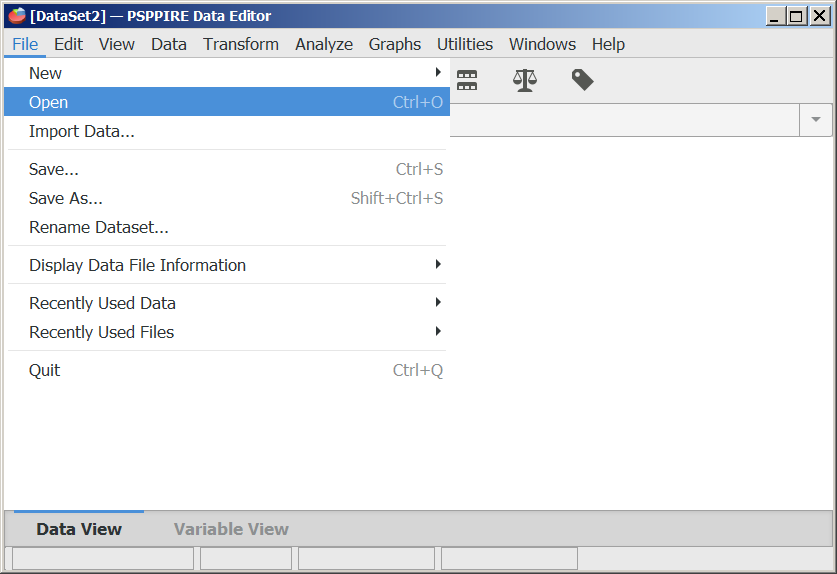 [DataSet2] — PSPPIRE Data Editor
File Edit View Data Transform Analyze Graphs Utilities Windows Help
New
Open Ctrl+O
Import Data...
Save... Ctrl+S
Save As... Shift+Ctrl+S
Rename Dataset...
Display Data File Information
Recently Used Data
Recently Used Files
Quit Ctrl+Q
Data View Variable View